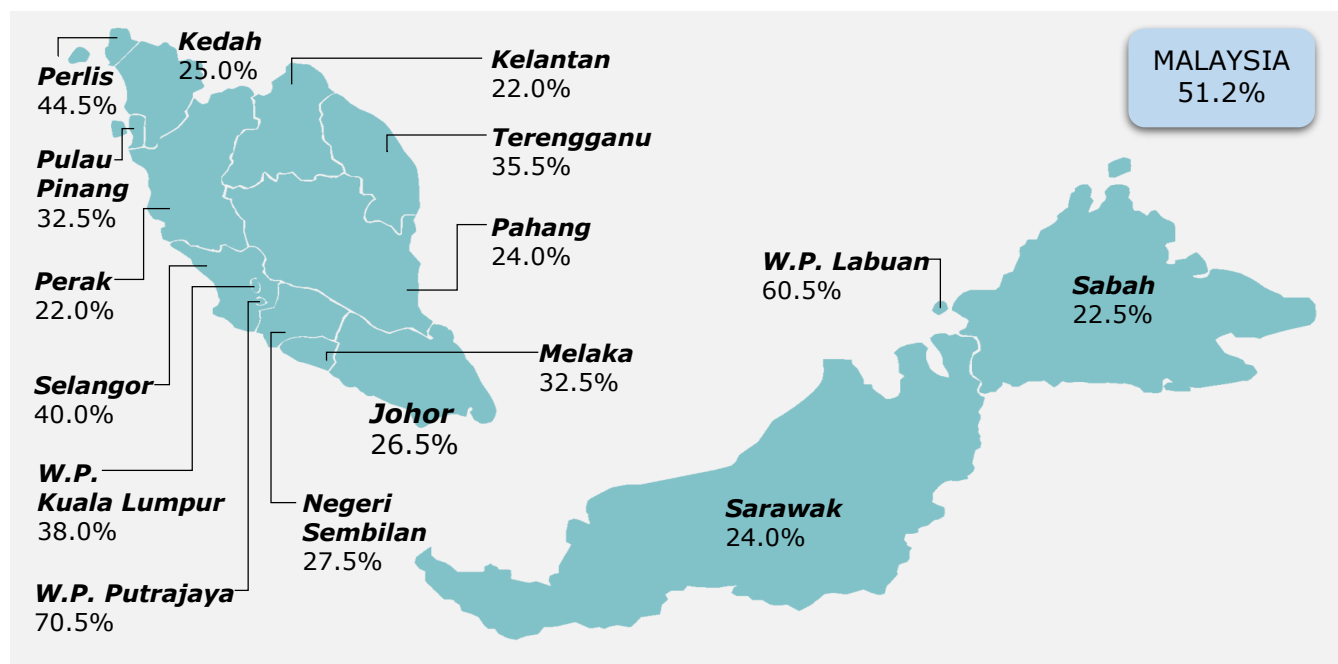 Perlis
44.5%
Kedah
25.0%
Kelantan
22.0%
MALAYSIA
51.2%
Terengganu
35.5%
Pulau
Pinang
32.5%
Pahang
24.0%
Perak
22.0%
W.P. Labuan
60.5%
Sabah
22.5%
Melaka
32.5%
Selangor
40.0%
Johor
26.5%
W.P.
Kuala Lumpur
38.0%
Negeri
Sembilan
27.5%
Sarawak
24.0%
W.P. Putrajaya
70.5%